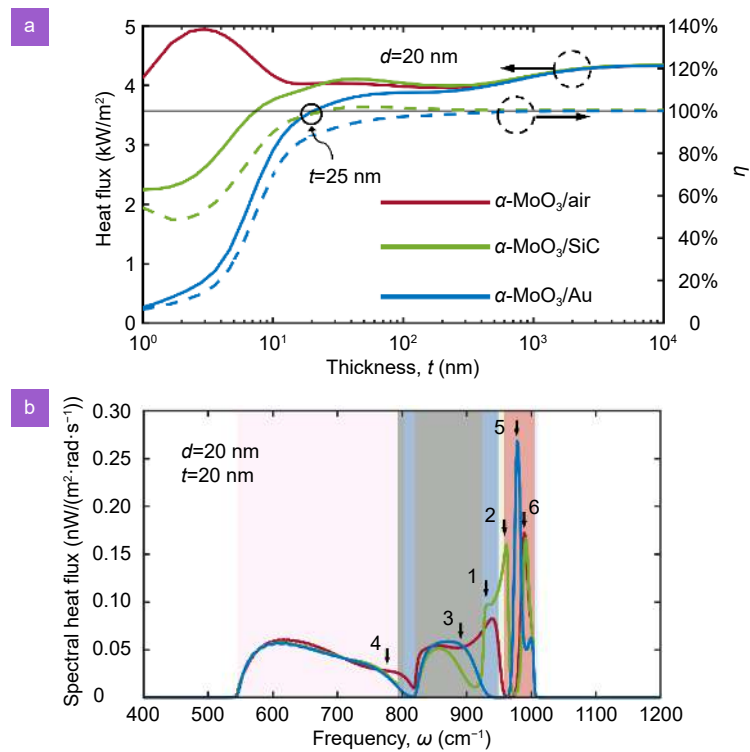 a
5
4
3
2
1
0
Heat flux (kW/m²)
140%
120%
100%
80%
60%
40%
20%
0
η
d=20 nm
t=25 nm
α-MoO₃/air
α-MoO₃/SiC
α-MoO₃/Au
10⁰
10¹
10²
10³
10⁴
Thickness, t (nm)
b
0.30
0.25
0.20
0.15
0.10
0.05
0
Spectral heat flux (nW/(m²·rad·s⁻¹))
d=20 nm
t=20 nm
5
6
2
1
3
4
400
500
600
700
800
900
1000
1100
1200
Frequency, ω (cm⁻¹)